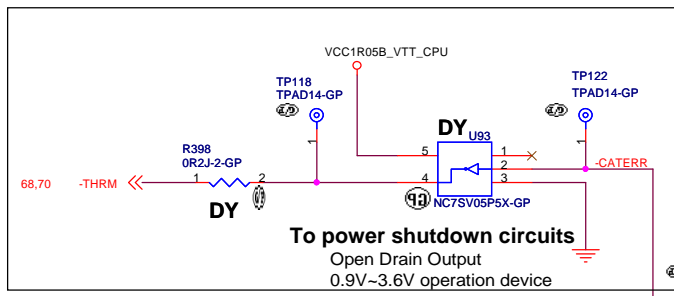 VCC1R05B_VTT_CPU
TP118
TPAD14-GP
TP122
TPAD14-GP
1
1
DY
U93
R398
0R2J-2-GP
5
1
2
3
4
-CATERR
68,70
-THRM
1
2
DY
NC7SV05P5X-GP
To power shutdown circuits
Open Drain Output
0.9V~3.6V operation device